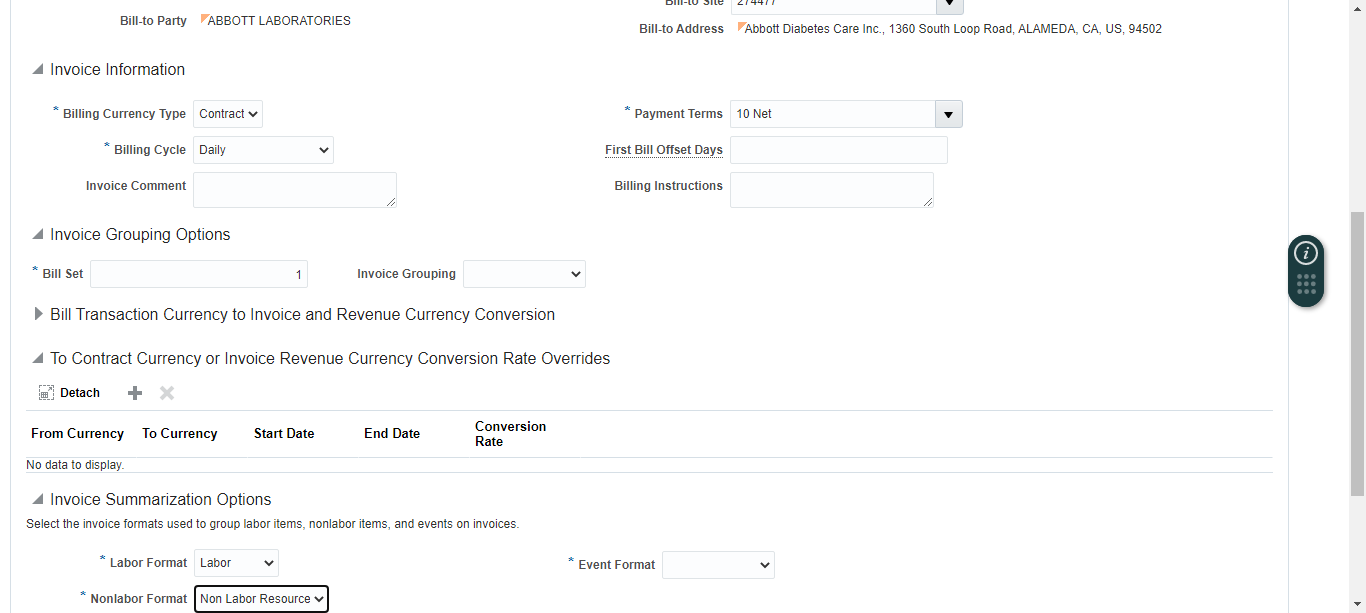 Bill-to Party ABBOTT LABORATORIES
Bill-to Site 274477
Bill-to Address Abbott Diabetes Care Inc., 1360 South Loop Road, ALAMEDA, CA, US, 94502
Invoice Information
* Billing Currency Type Contract
* Payment Terms 10 Net
* Billing Cycle Daily
First Bill Offset Days
Invoice Comment
Billing Instructions
Invoice Grouping Options
* Bill Set 1
Invoice Grouping
Bill Transaction Currency to Invoice and Revenue Currency Conversion
To Contract Currency or Invoice Revenue Currency Conversion Rate Overrides
Detach
From Currency To Currency Start Date End Date Conversion
Rate
No data to display.
Invoice Summarization Options
Select the invoice formats used to group labor items, nonlabor items, and events on invoices.
* Labor Format Labor
* Event Format
* Nonlabor Format Non Labor Resource